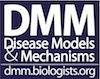 DMM
Disease Models
& Mechanisms
dmm.biologists.org